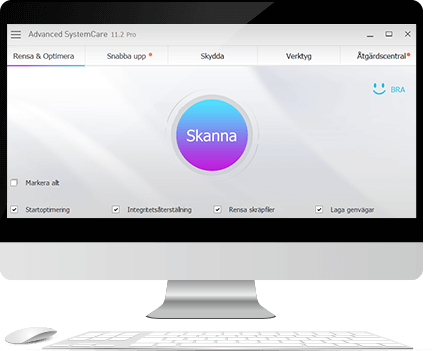 Advanced SystemCare 11.2 Pro
Rensa & Optimera Snabba upp Skydda Verktyg Åtgärdscentral
BRA
Skanna
Markera allt
Startoptimering Integritetsåterställning Rensa skräpfiler Laga genvägar